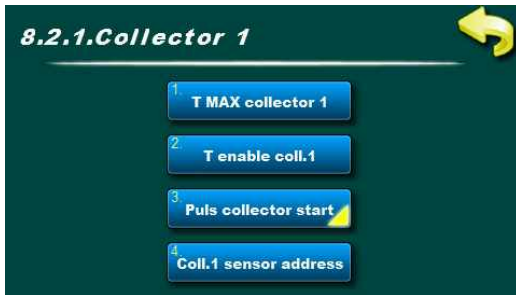 8.2.1.Collector 1
1. T MAX collector 1
2. T enable coll.1
3. Puls collector start
4. Coll.1 sensor address